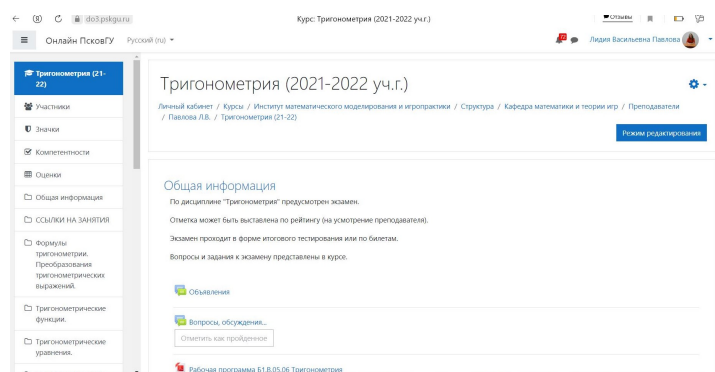 do3.pskgu.ru
Курс: Тригонометрия (2021-2022 уч.г.)
Отзывы
Онлайн ПсковГУ
Русский (ru)
Лидия Васильевна Павлова
Тригонометрия (21-
22)
Участники
Значки
Компетентности
Оценки
Общая информация
ССЫЛКИ НА ЗАНЯТИЯ
Формулы
тригонометрии.
Преобразования
тригонометрических
выражений.
Тригонометрические
функции.
Тригонометрические
уравнения.
Тригонометрия (2021-2022 уч.г.)
Личный кабинет / Курсы / Институт математического моделирования и игропрактики / Структура / Кафедра математики и теории игр / Преподаватели
/ Павлова Л.В. / Тригонометрия (21-22)
Режим редактирования
Общая информация
По дисциплине "Тригонометрия" предусмотрен экзамен.
Отметка может быть выставлена по рейтингу (на усмотрение преподавателя).
Экзамен проходит в форме итогового тестирования или по билетам.
Вопросы и задания к экзамену представлены в курсе.
Объявления
Вопросы, обсуждения...
Отметить как пройденное
Рабочая программа Б1.В.05.06 Тригонометрия